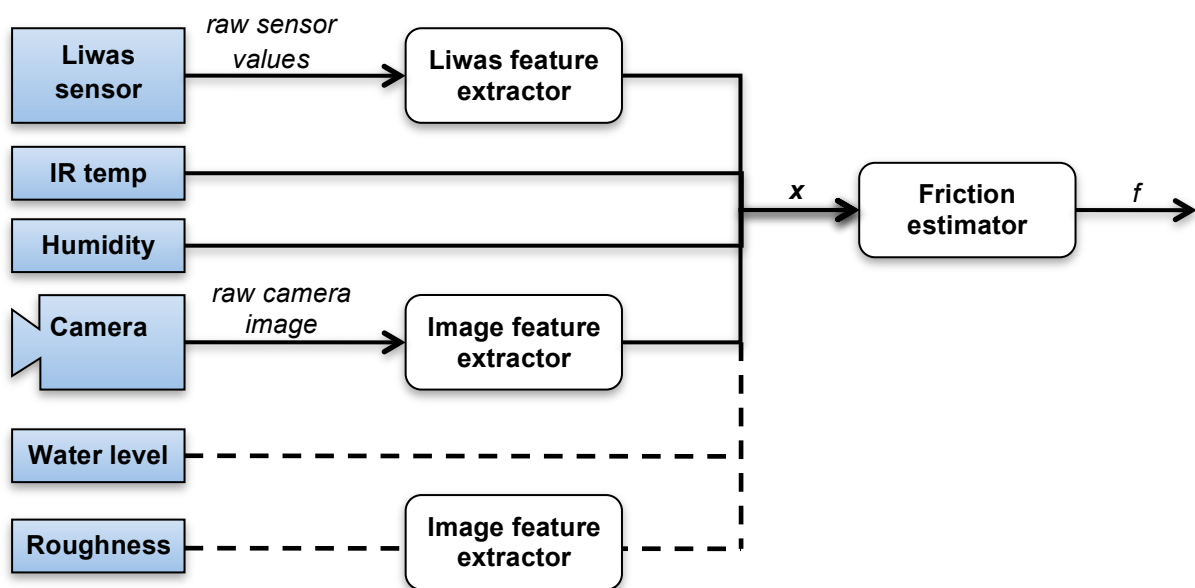 raw sensor
values
Liwas
sensor
Liwas feature
extractor
IR temp
x
Friction
estimator
f
Humidity
raw camera
image
Camera
Image feature
extractor
Water level
Roughness
Image feature
extractor